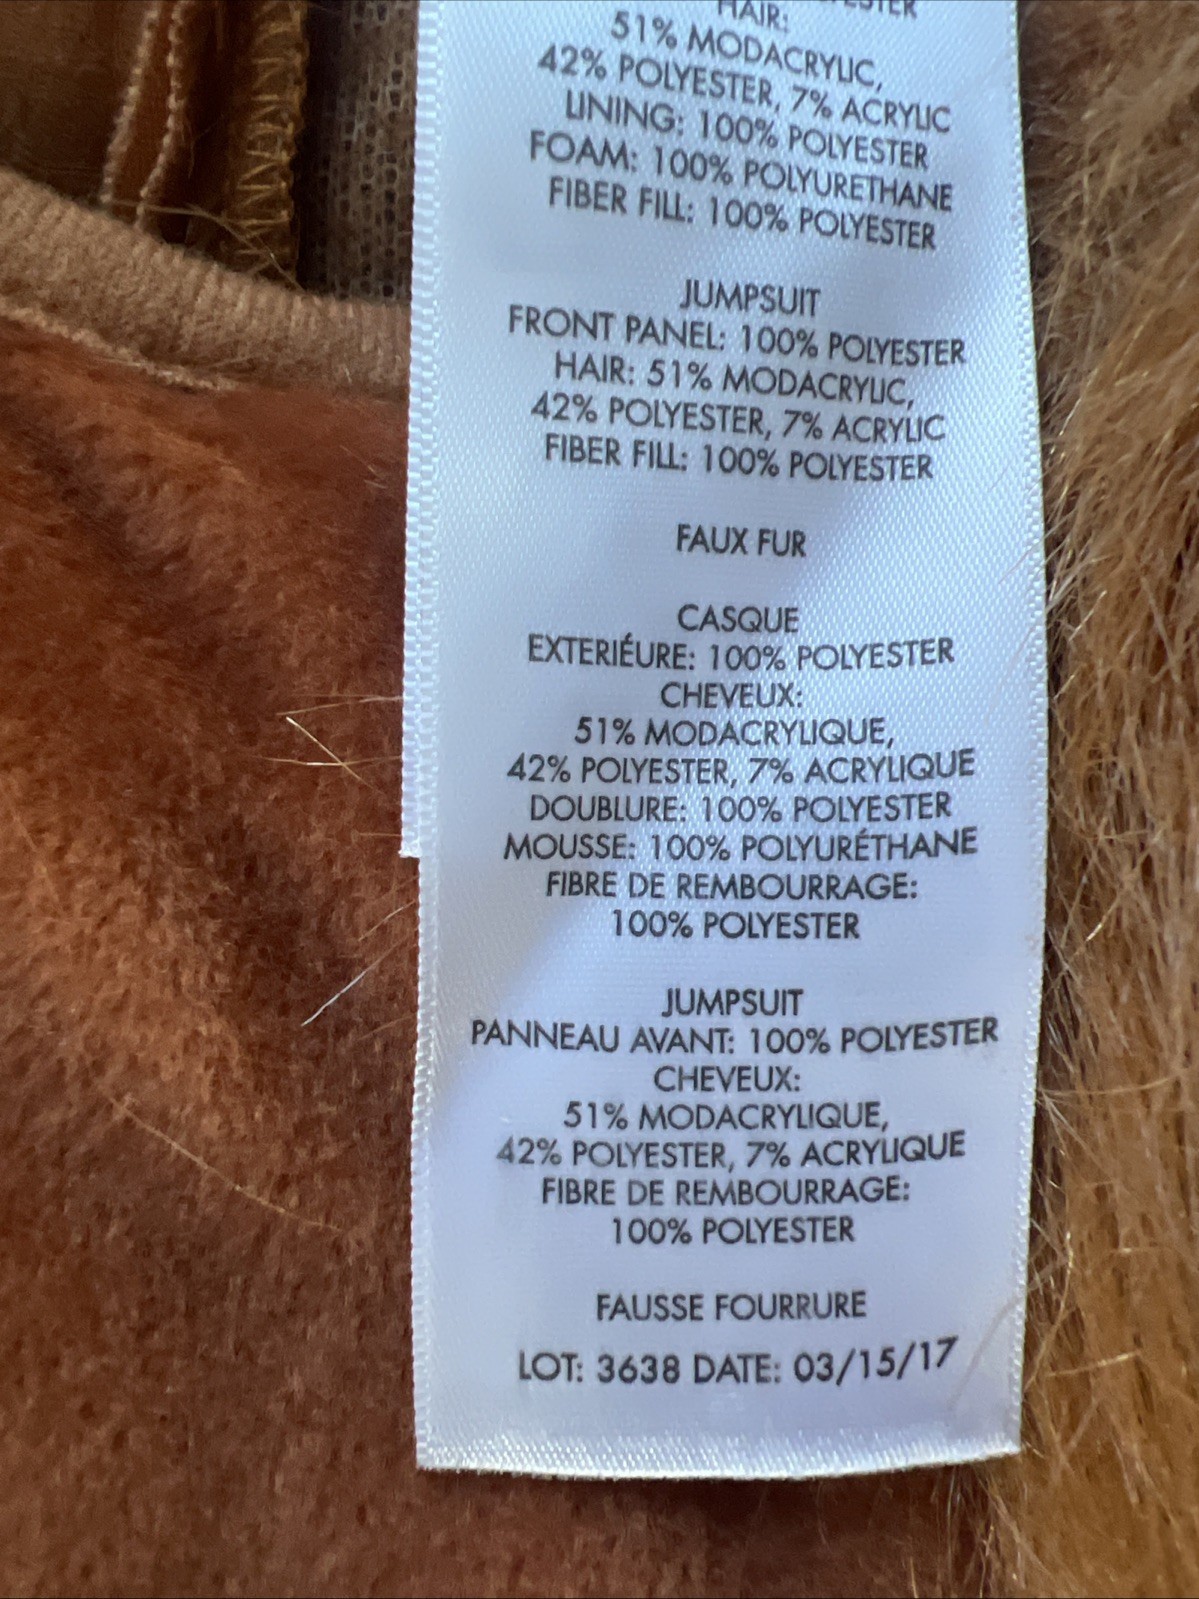 HAIR:
51% MODACRYLIC,
42% POLYESTER, 7% ACRYLIC
LINING: 100% POLYESTER
FOAM: 100% POLYURETHANE
FIBER FILL: 100% POLYESTER
JUMPSUIT
FRONT PANEL: 100% POLYESTER
HAIR: 51% MODACRYLIC,
42% POLYESTER, 7% ACRYLIC
FIBER FILL: 100% POLYESTER
FAUX FUR
CASQUE
EXTERIÉURE: 100% POLYESTER
CHEVEUX:
51% MODACRYLIQUE,
42% POLYESTER, 7% ACRYLIQUE
DOUBLURE: 100% POLYESTER
MOUSSE: 100% POLYURÉTHANE
FIBRE DE REMBOURRAGE:
100% POLYESTER
JUMPSUIT
PANNEAU AVANT: 100% POLYESTER
CHEVEUX:
51% MODACRYLIQUE,
42% POLYESTER, 7% ACRYLIQUE
FIBRE DE REMBOURRAGE:
100% POLYESTER
FAUSSE FOURRURE
LOT: 3638 DATE: 03/15/17